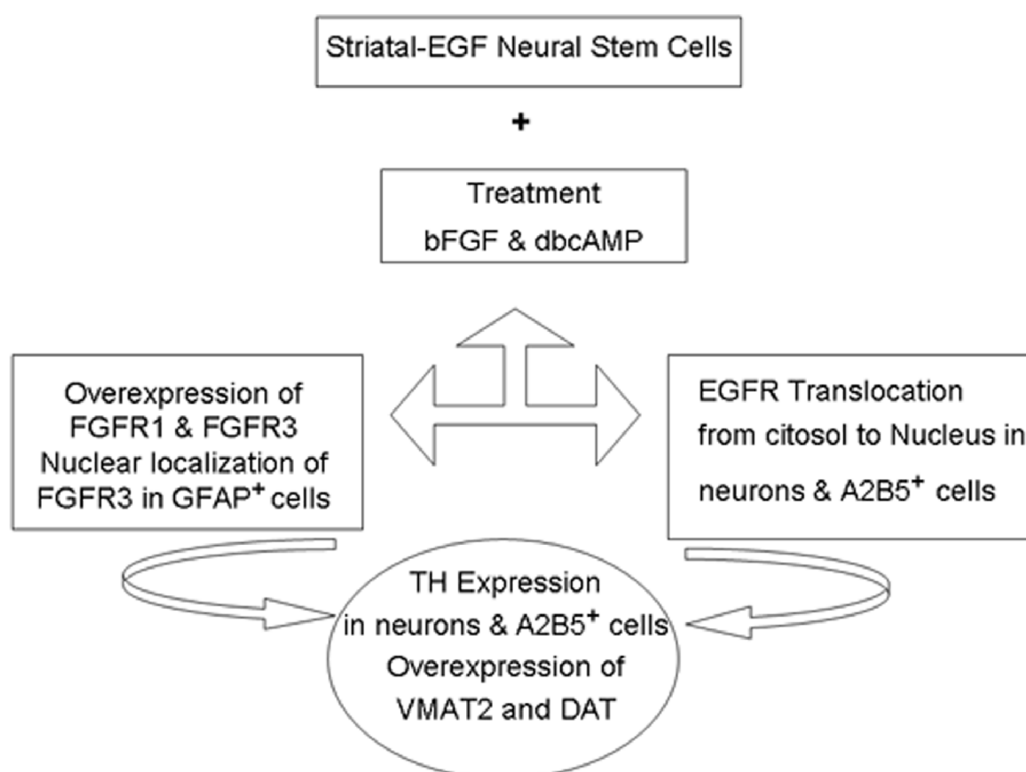 Striatal-EGF Neural Stem Cells
+
Treatment
bFGF & dbcAMP
Overexpression of
FGFR1 & FGFR3
Nuclear localization of
FGFR3 in GFAP⁺ cells
EGFR Translocation
from citosol to Nucleus in
neurons & A2B5⁺ cells
TH Expression
in neurons & A2B5⁺ cells
Overexpression of
VMAT2 and DAT